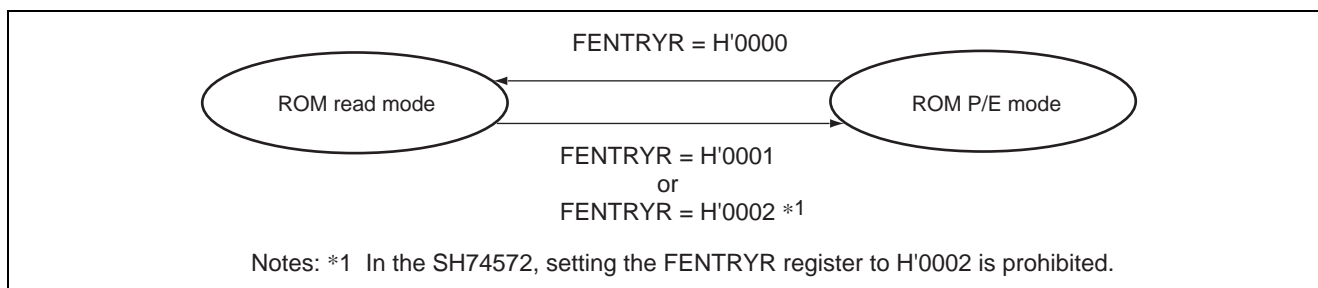 FENTRYR = H'0000
ROM read mode
ROM P/E mode
FENTRYR = H'0001
or
FENTRYR = H'0002 *1
Notes: *1 In the SH74572, setting the FENTRYR register to H'0002 is prohibited.